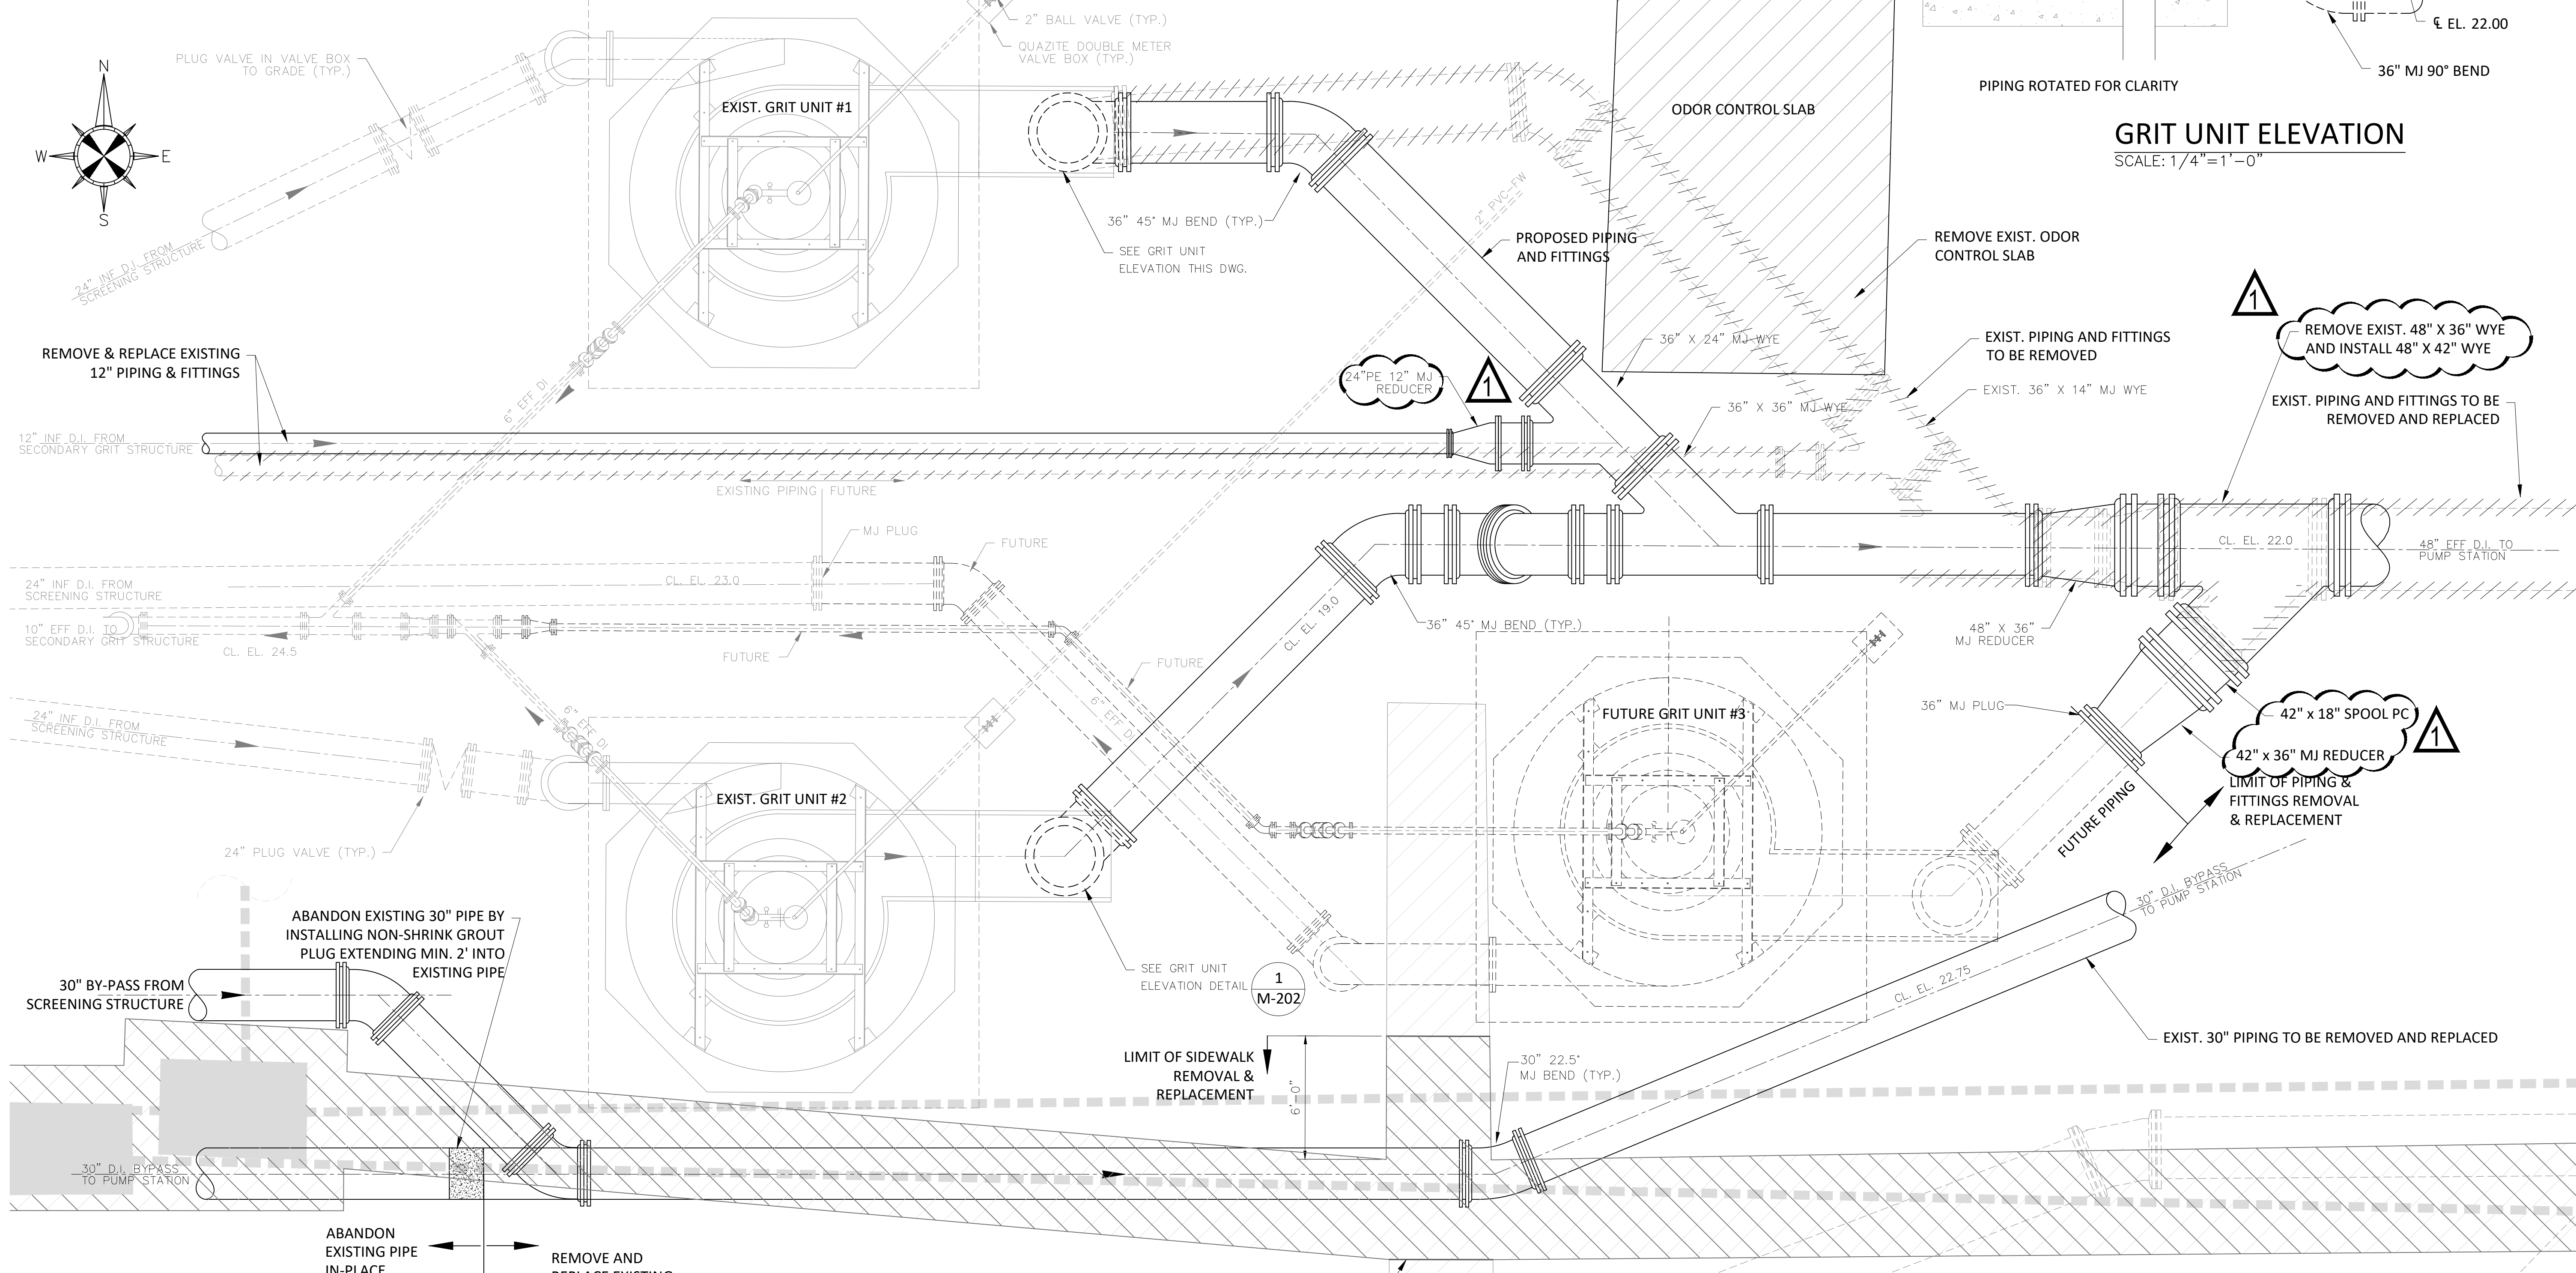 2" BALL VALVE (TYP.)
QUAZITE DOUBLE METER
VALVE BOX (TYP.)
PLUG VALVE IN VALVE BOX
TO GRADE (TYP.)
N
W
E
S
EXIST. GRIT UNIT #1
24" INF D.I. FROM
SCREENING STRUCTURE
ODOR CONTROL SLAB
℄ EL. 22.00
36" MJ 90° BEND
PIPING ROTATED FOR CLARITY
GRIT UNIT ELEVATION
SCALE: 1/4"=1'-0"
36" 45° MJ BEND (TYP.)
SEE GRIT UNIT
ELEVATION THIS DWG.
2" PVC-FW
PROPOSED PIPING
AND FITTINGS
REMOVE EXIST. ODOR
CONTROL SLAB
1
REMOVE EXIST. 48" X 36" WYE
AND INSTALL 48" X 42" WYE
REMOVE & REPLACE EXISTING
12" PIPING & FITTINGS
6" EFF DI
36" X 24" MJ WYE
24"PE 12" MJ
REDUCER
1
EXIST. PIPING AND FITTINGS
TO BE REMOVED
EXIST. 36" X 14" MJ WYE
36" X 36" MJ WYE
EXIST. PIPING AND FITTINGS TO BE
REMOVED AND REPLACED
12" INF D.I. FROM
SECONDARY GRIT STRUCTURE
EXISTING PIPING
FUTURE
MJ PLUG
FUTURE
CL. EL. 22.0
48" EFF D.I. TO
PUMP STATION
24" INF D.I. FROM
SCREENING STRUCTURE
CL. EL. 23.0
CL. EL. 19.0
36" 45° MJ BEND (TYP.)
48" X 36"
MJ REDUCER
10" EFF D.I. TO
SECONDARY GRIT STRUCTURE
CL. EL. 24.5
FUTURE
FUTURE
24" INF D.I. FROM
SCREENING STRUCTURE
6" EFF DI
6" EFF DI
FUTURE GRIT UNIT #3
36" MJ PLUG
42" x 18" SPOOL PC
42" x 36" MJ REDUCER
1
LIMIT OF PIPING &
FITTINGS REMOVAL
& REPLACEMENT
FUTURE PIPING
EXIST. GRIT UNIT #2
24" PLUG VALVE (TYP.)
30" D.I. BYPASS
TO PUMP STATION
ABANDON EXISTING 30" PIPE BY
INSTALLING NON-SHRINK GROUT
PLUG EXTENDING MIN. 2' INTO
EXISTING PIPE
30" BY-PASS FROM
SCREENING STRUCTURE
SEE GRIT UNIT
ELEVATION DETAIL
1
M-202
CL. EL. 22.75
EXIST. 30" PIPING TO BE REMOVED AND REPLACED
LIMIT OF SIDEWALK
REMOVAL &
REPLACEMENT
6'-0"
30" 22.5°
MJ BEND (TYP.)
30" D.I. BYPASS
TO PUMP STATION
ABANDON
EXISTING PIPE
IN-PLACE
REMOVE AND
REPLACE EXISTING